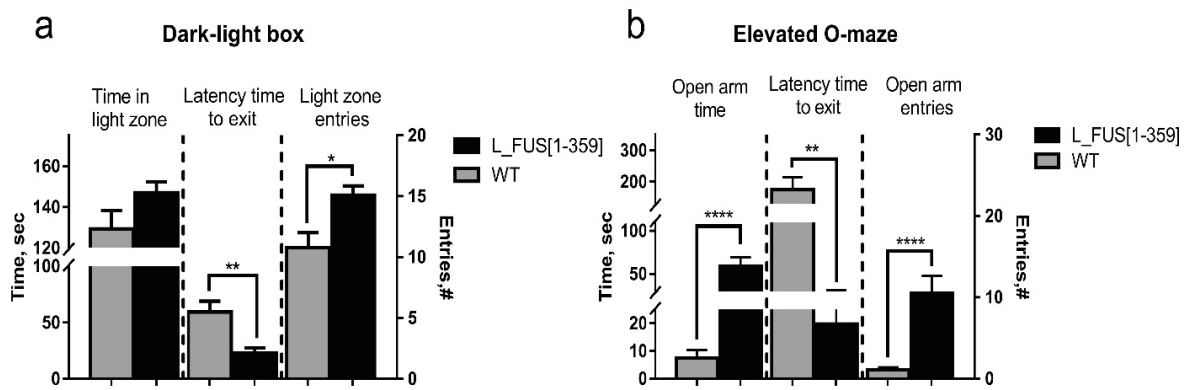 a
Dark-light box
Time in
light zone
Latency time
to exit
Light zone
entries
Time, sec
160
140
120
100
50
0
**
*
20
15
10
5
0
Entries,#
L_FUS[1-359]
WT
b
Elevated O-maze
Open arm
time
Latency time
to exit
Open arm
entries
Time, sec
300
200
100
50
20
10
0
****
**
****
30
20
10
0
Entries,#
L_FUS[1-359]
WT